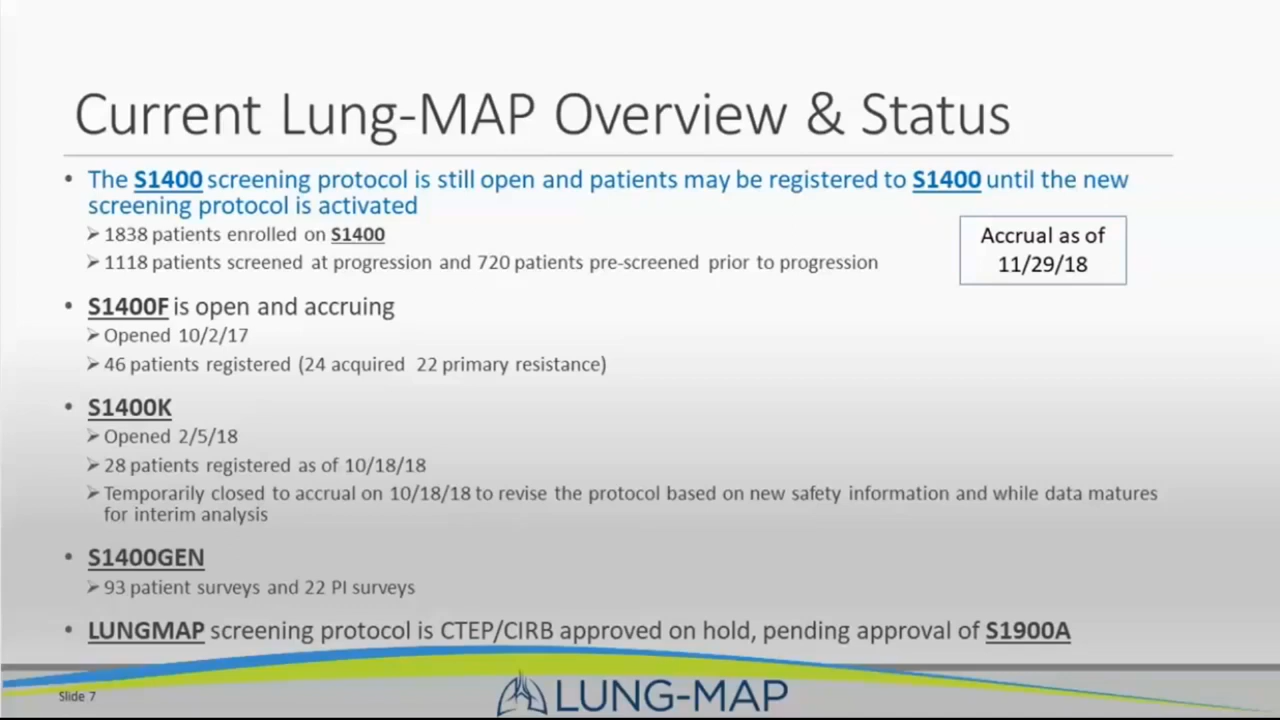 Current Lung-MAP Overview & Status
• The S1400 screening protocol is still open and patients may be registered to S1400 until the new
screening protocol is activated
➢ 1838 patients enrolled on S1400
➢ 1118 patients screened at progression and 720 patients pre-screened prior to progression
Accrual as of
11/29/18
• S1400F is open and accruing
➢ Opened 10/2/17
➢ 46 patients registered (24 acquired  22 primary resistance)
• S1400K
➢ Opened 2/5/18
➢ 28 patients registered as of 10/18/18
➢ Temporarily closed to accrual on 10/18/18 to revise the protocol based on new safety information and while data matures
for interim analysis
• S1400GEN
➢ 93 patient surveys and 22 PI surveys
• LUNGMAP screening protocol is CTEP/CIRB approved on hold, pending approval of S1900A
Slide 7
LUNG-MAP